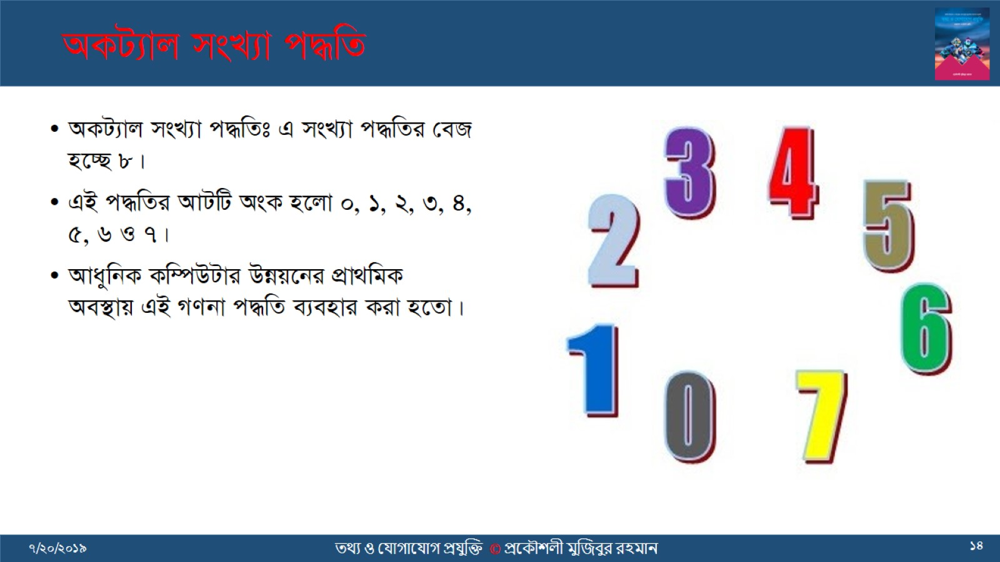 অকট্যাল সংখ্যা পদ্ধতি
• অকট্যাল সংখ্যা পদ্ধতিঃ এ সংখ্যা পদ্ধতির বেজ
হচ্ছে ৮।
• এই পদ্ধতির আটটি অংক হলো ০, ১, ২, ৩, ৪,
৫, ৬ ও ৭।
• আধুনিক কম্পিউটার উন্নয়নের প্রাথমিক
অবস্থায় এই গণনা পদ্ধতি ব্যবহার করা হতো।
3
4
5
2
6
1
0
7
৭/২০/২০১৯
তথ্য ও যোগাযোগ প্রযুক্তি © প্রকৌশলী মুজিবুর রহমান
১৪